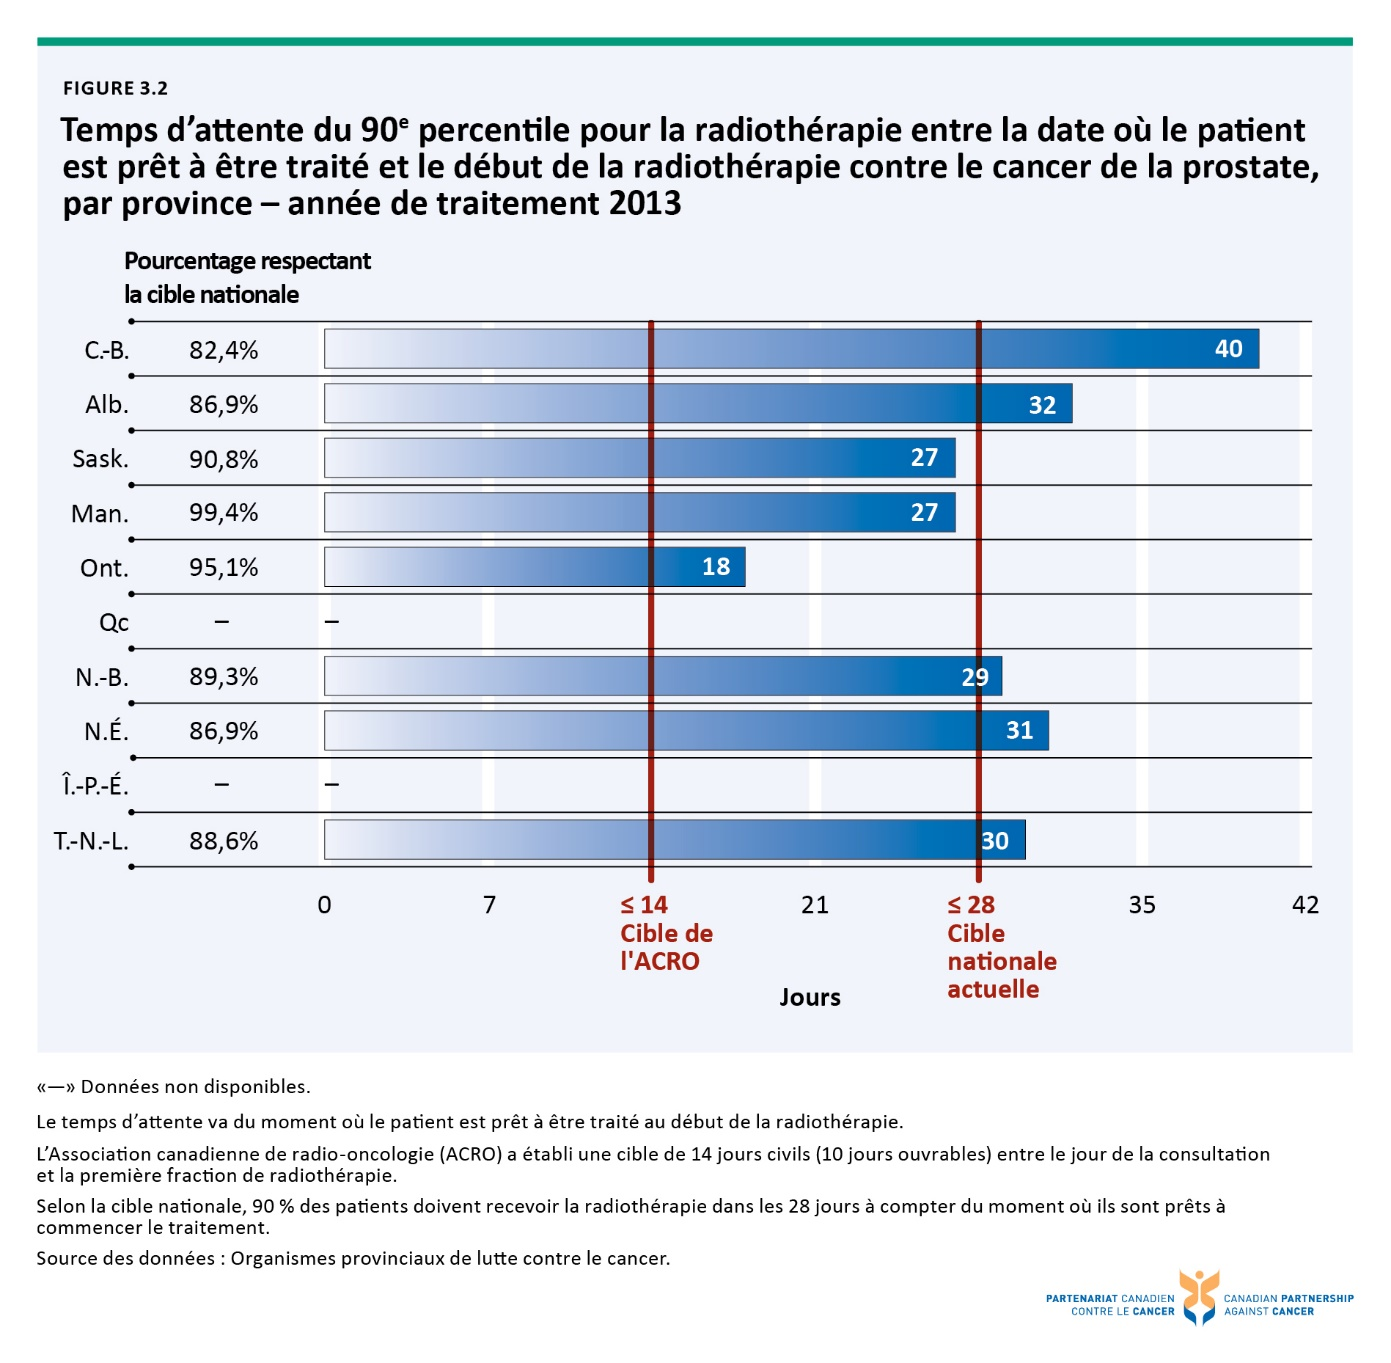 FIGURE 3.2
Temps d’attente du 90e percentile pour la radiothérapie entre la date où le patient
est prêt à être traité et le début de la radiothérapie contre le cancer de la prostate,
par province – année de traitement 2013
Pourcentage respectant
la cible nationale
C.-B. 82,4% 40
Alb. 86,9% 32
Sask. 90,8% 27
Man. 99,4% 27
Ont. 95,1% 18
Qc – –
N.-B. 89,3% 29
N.É. 86,9% 31
Î.-P.-É. – –
T.-N.-L. 88,6% 30
0 7 ≤ 14 21 ≤ 28 35 42
Cible de Cible
l'ACRO nationale
actuelle
Jours
«—» Données non disponibles.
Le temps d’attente va du moment où le patient est prêt à être traité au début de la radiothérapie.
L’Association canadienne de radio-oncologie (ACRO) a établi une cible de 14 jours civils (10 jours ouvrables) entre le jour de la consultation
et la première fraction de radiothérapie.
Selon la cible nationale, 90 % des patients doivent recevoir la radiothérapie dans les 28 jours à compter du moment où ils sont prêts à
commencer le traitement.
Source des données : Organismes provinciaux de lutte contre le cancer.
PARTENARIAT CANADIEN CANADIAN PARTNERSHIP
CONTRE LE CANCER AGAINST CANCER